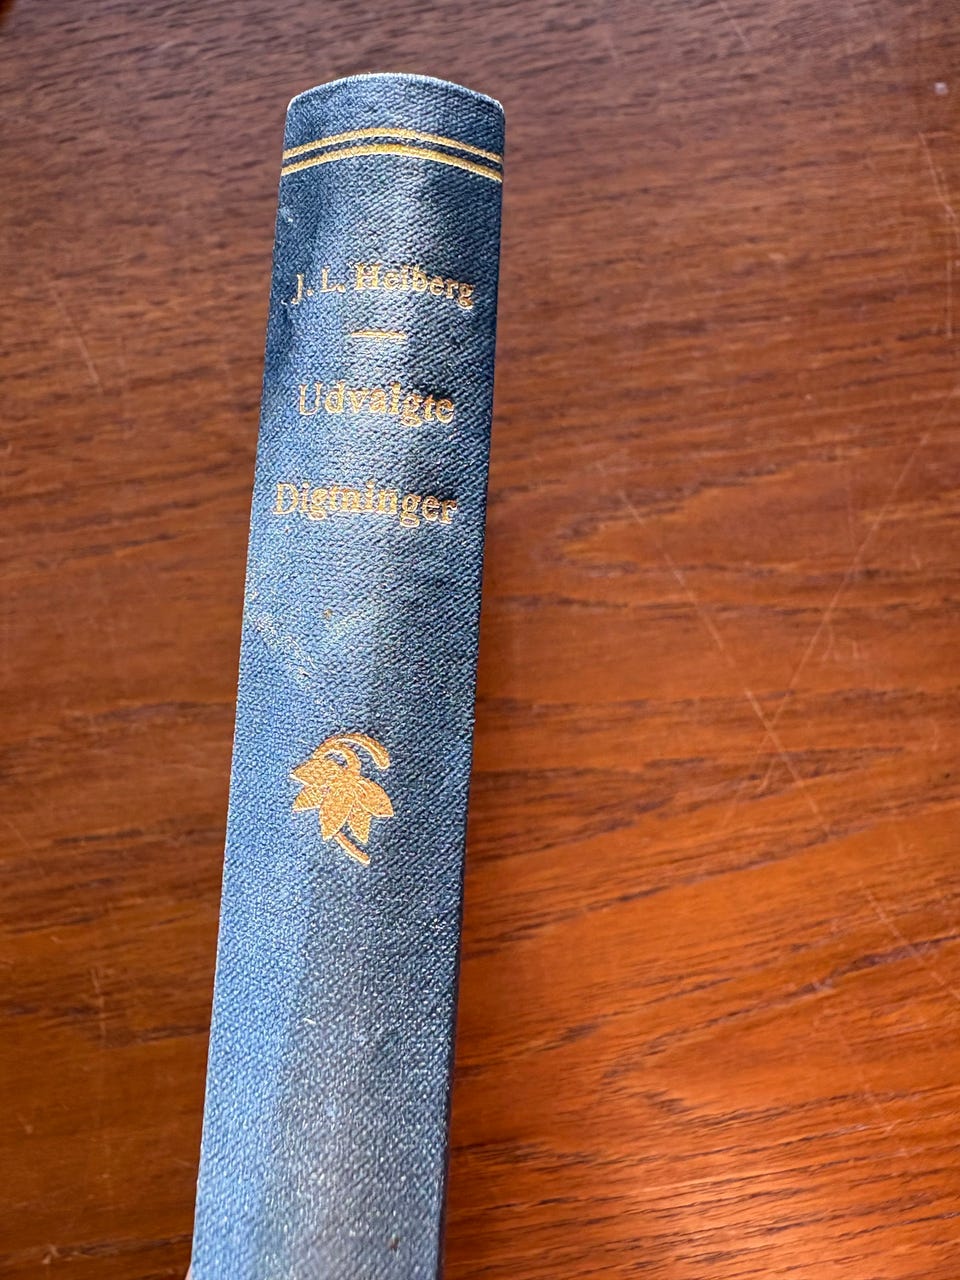 J. L. Heiberg
Udvalgte
Digtninger